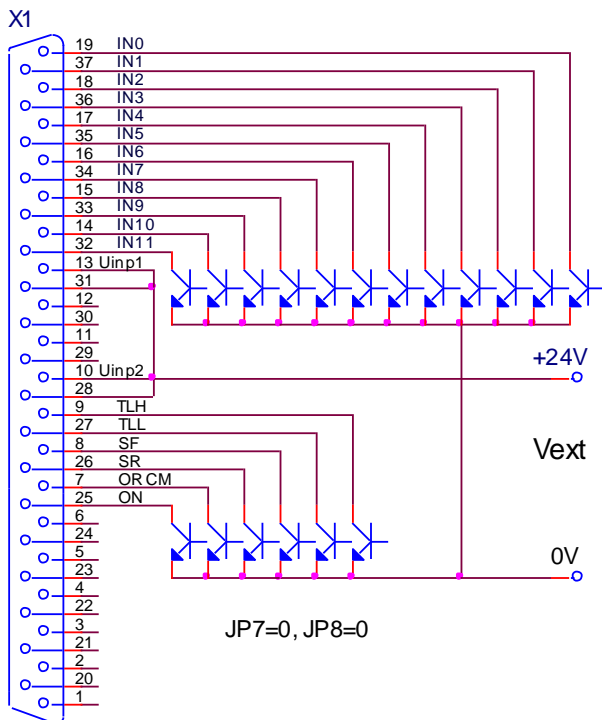 X1
19 IN0
37 IN1
18 IN2
36 IN3
17 IN4
35 IN5
16 IN6
34 IN7
15 IN8
33 IN9
14 IN10
32 IN11
13 Uinp1
31
12
30
11
29
+24V
10 Uinp2
28
9 TLH
27 TLL
Vext
8 SF
26 SR
7 OR CM
25 ON
6
24
5
0V
23
4
22
3
JP7=0, JP8=0
21
2
20
1